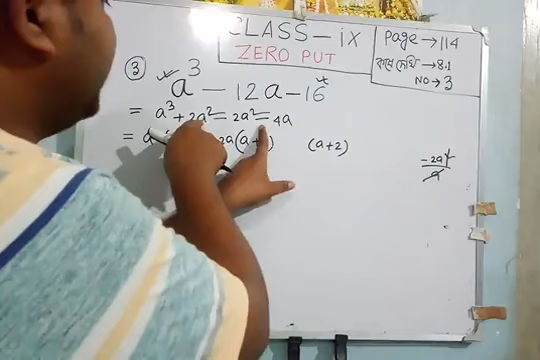 CLASS - iX
ZERO PUT
page → 114
কষে দেখি → 8.1
NO → 3
③ a³ - 12a - 16
= a³ + 2a² = 2a² = 4a
= 2a(a+ (a+2)